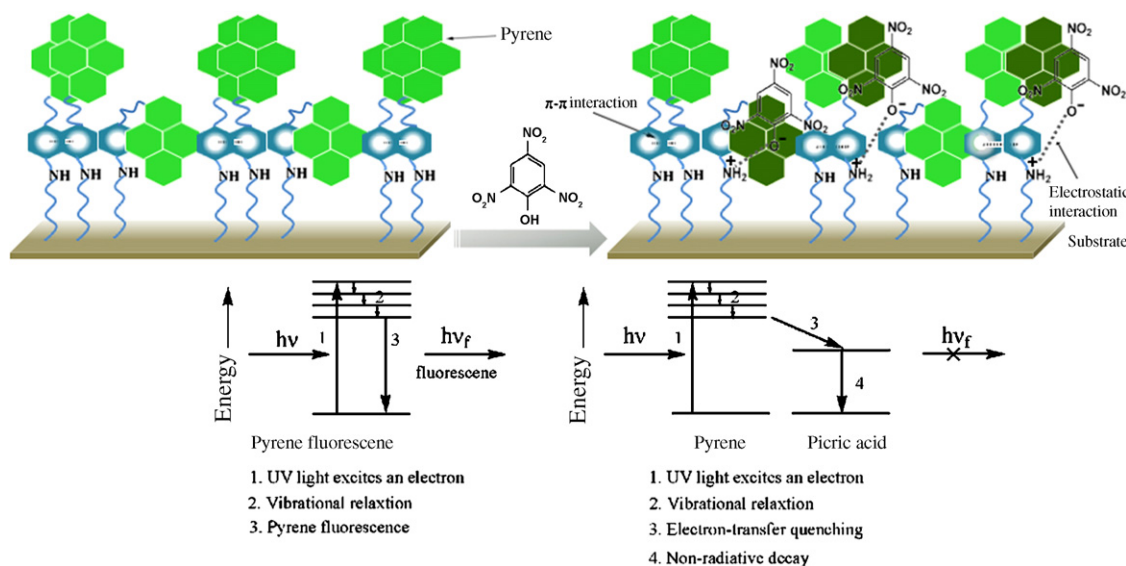 Pyrene
π-π interaction
NH NH NH NH NH NH NH NH
NO₂
O₂N NO₂
OH
NO₂
NO₂
NO₂
O₂N
NO₂
O₂N
NO₂
O₂N
NO₂
NO₂
O⁻
O⁻
O⁻
+
+
+
NH NH NH₂ NH NH₂ NH NH₂
Electrostatic
interaction
Substrate
Energy
hν
1
2
3
hνf
fluorescene
Pyrene fluorescene
1. UV light excites an electron
2. Vibrational relaxtion
3. Pyrene fluorescence
Energy
hν
1
2
3
4
hνf
Pyrene Picric acid
1. UV light excites an electron
2. Vibrational relaxtion
3. Electron-transfer quenching
4. Non-radiative decay